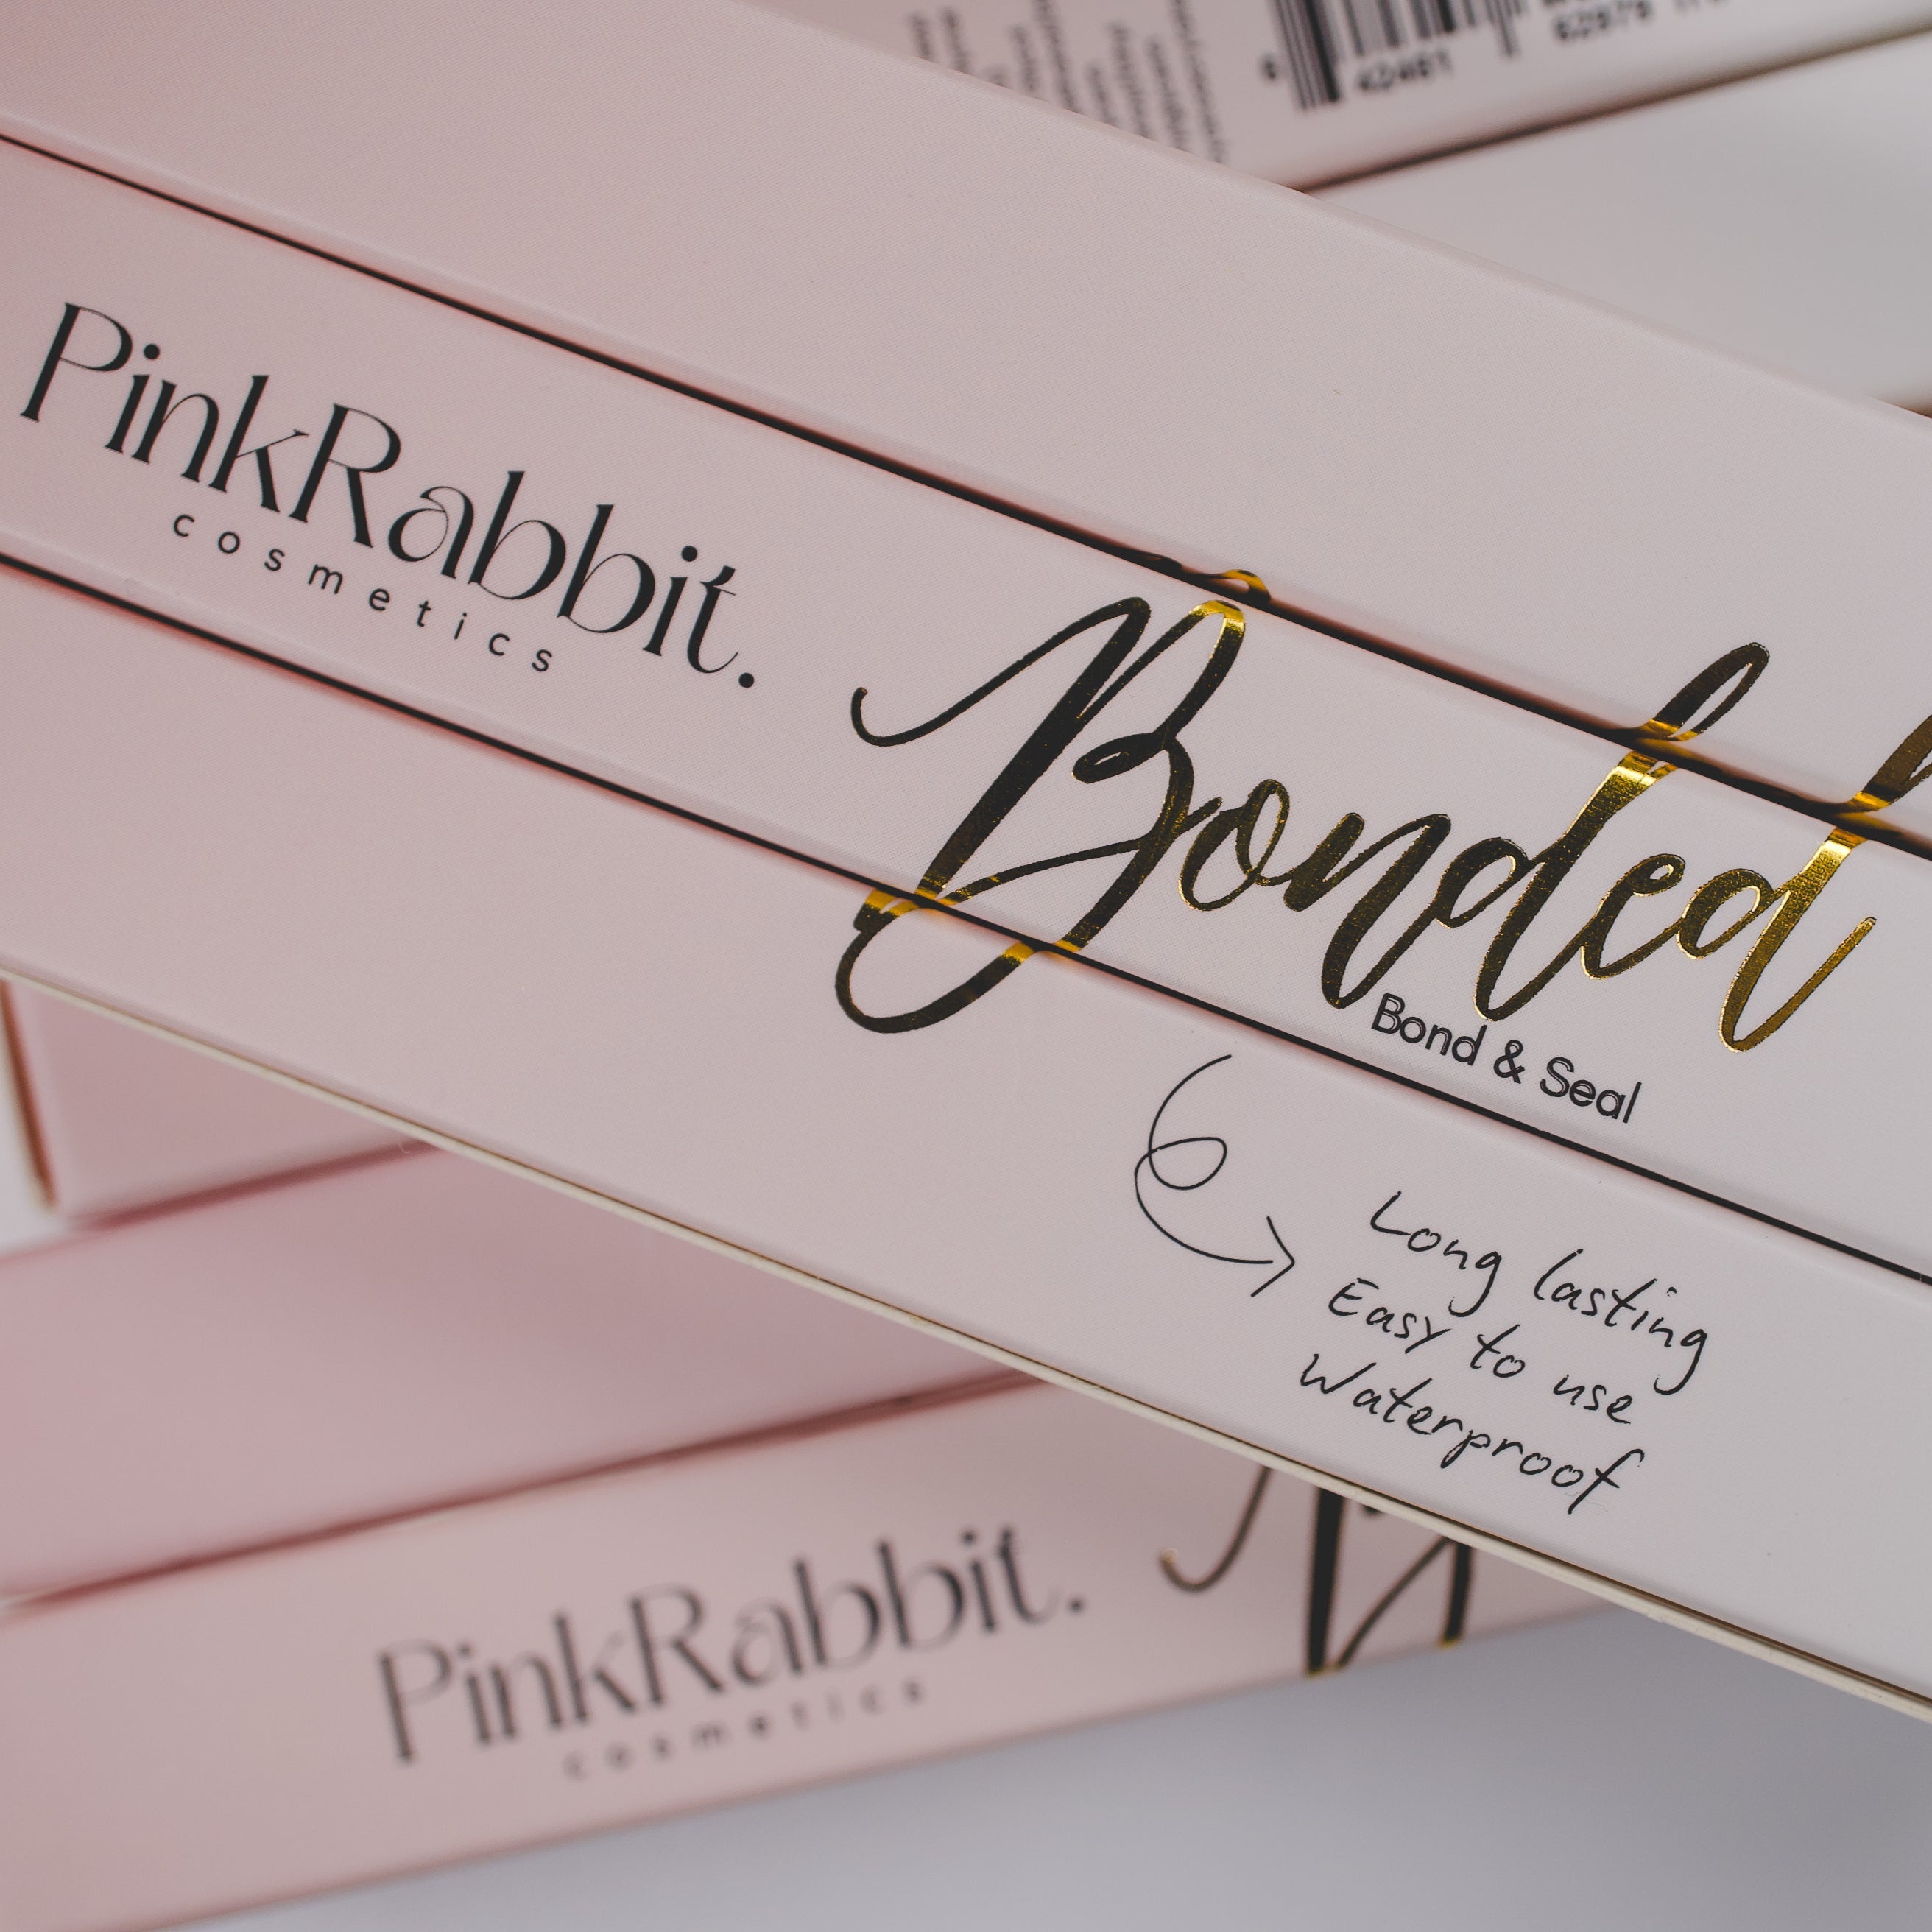 PinkRabbit.
cosmetics
Bonded
Bond & Seal
Long lasting
Easy to use
Waterproof
PinkRabbit.
cosmetics